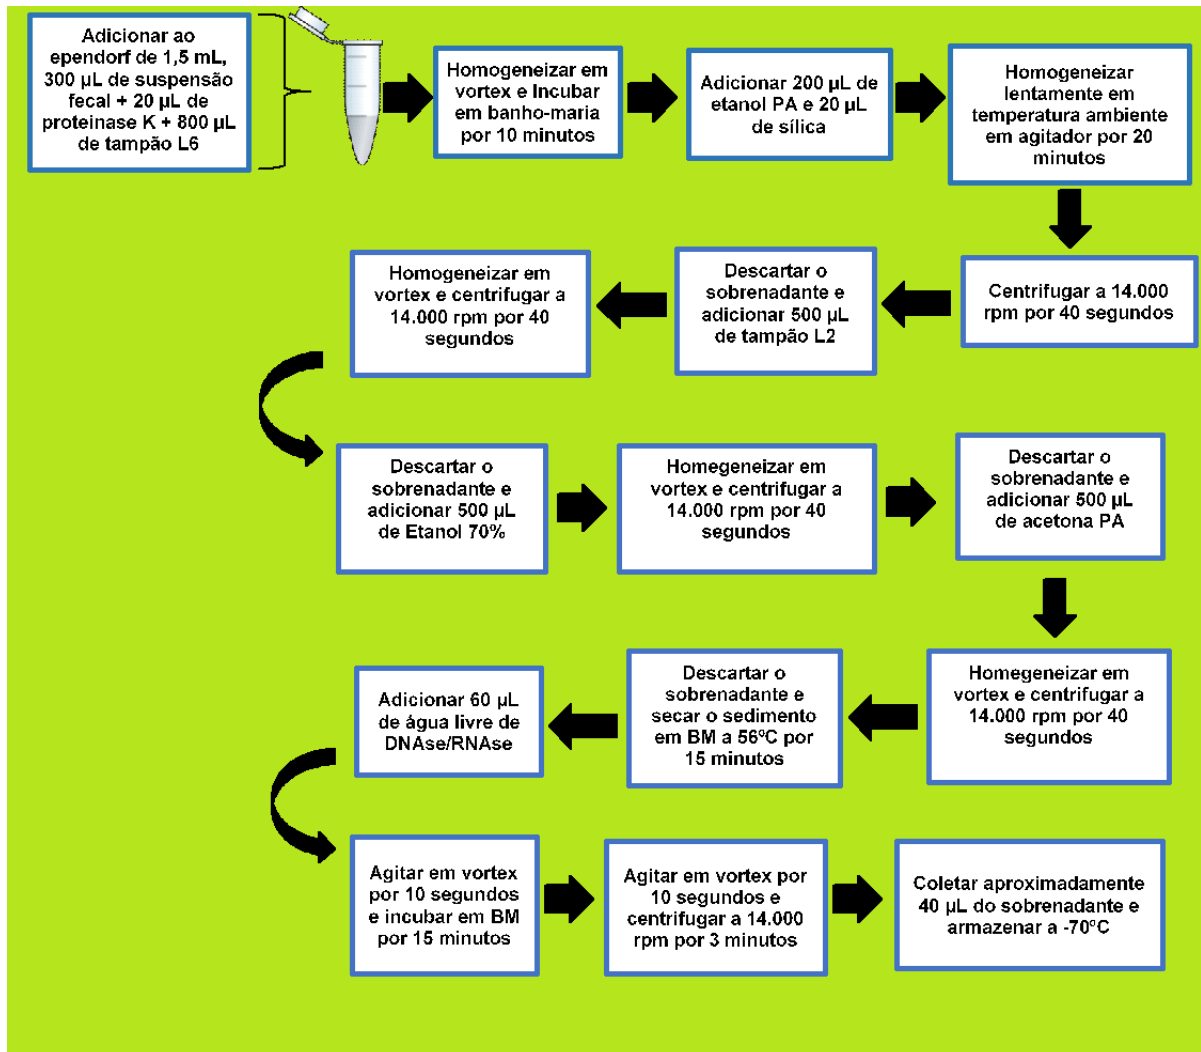 Adicionar ao
ependorf de 1,5 mL,
300 µL de suspensão
fecal + 20 µL de
proteinase K + 800 µL
de tampão L6
Homogeneizar em
vortex e Incubar
em banho-maria
por 10 minutos
Adicionar 200 µL de
etanol PA e 20 µL
de sílica
Homogeneizar
lentamente em
temperatura ambiente
em agitador por 20
minutos
Centrifugar a 14.000
rpm por 40 segundos
Descartar o
sobrenadante e
adicionar 500 µL
de tampão L2
Homogeneizar em
vortex e centrifugar a
14.000 rpm por 40
segundos
Descartar o
sobrenadante e
adicionar 500 µL
de Etanol 70%
Homegeneizar em
vortex e centrifugar a
14.000 rpm por 40
segundos
Descartar o
sobrenadante e
adicionar 500 µL
de acetona PA
Homegeneizar em
vortex e centrifugar a
14.000 rpm por 40
segundos
Descartar o
sobrenadante e
secar o sedimento
em BM a 56ºC por
15 minutos
Adicionar 60 µL
de água livre de
DNAse/RNAse
Agitar em vortex
por 10 segundos
e incubar em BM
por 15 minutos
Agitar em vortex por
10 segundos e
centrifugar a 14.000
rpm por 3 minutos
Coletar aproximadamente
40 µL do sobrenadante e
armazenar a -70ºC